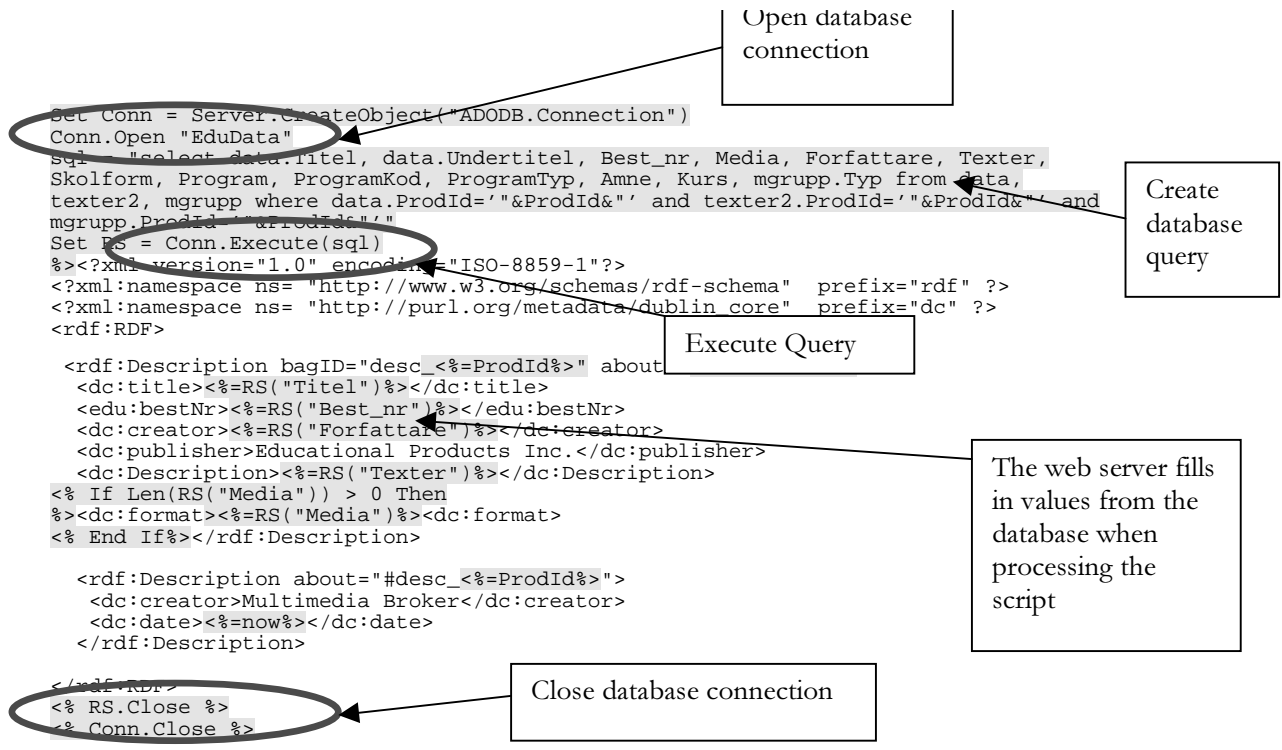 Open database
connection
Set Conn = Server.CreateObject("ADODB.Connection")
Conn.Open "EduData"
sql = "select data.Titel, data.Undertitel, Best_nr, Media, Forfattare, Texter,
Skolform, Program, ProgramKod, ProgramTyp, Amne, Kurs, mgrupp.Typ from data,
texter2, mgrupp where data.ProdId='"&ProdId&"' and texter2.ProdId='"&ProdId&"' and
mgrupp.ProdId='"&ProdId&"'"
Set RS = Conn.Execute(sql)
%><?xml version="1.0" encoding="ISO-8859-1"?>
<?xml:namespace ns= "http://www.w3.org/schemas/rdf-schema"  prefix="rdf" ?>
<?xml:namespace ns= "http://purl.org/metadata/dublin_core"  prefix="dc" ?>
<rdf:RDF>
Create
database
query
Execute Query
<rdf:Description bagID="desc_<%=ProdId%>" about
<dc:title><%=RS("Titel")%></dc:title>
<edu:bestNr><%=RS("Best_nr")%></edu:bestNr>
<dc:creator><%=RS("Forfattare")%></dc:creator>
<dc:publisher>Educational Products Inc.</dc:publisher>
<dc:Description><%=RS("Texter")%></dc:Description>
<% If Len(RS("Media")) > 0 Then
%><dc:format><%=RS("Media")%><dc:format>
<% End If%></rdf:Description>
The web server fills
in values from the
database when
processing the
script
<rdf:Description about="#desc_<%=ProdId%>">
<dc:creator>Multimedia Broker</dc:creator>
<dc:date><%=now%></dc:date>
</rdf:Description>
</rdf:RDF>
<% RS.Close %>
<% Conn.Close %>
Close database connection